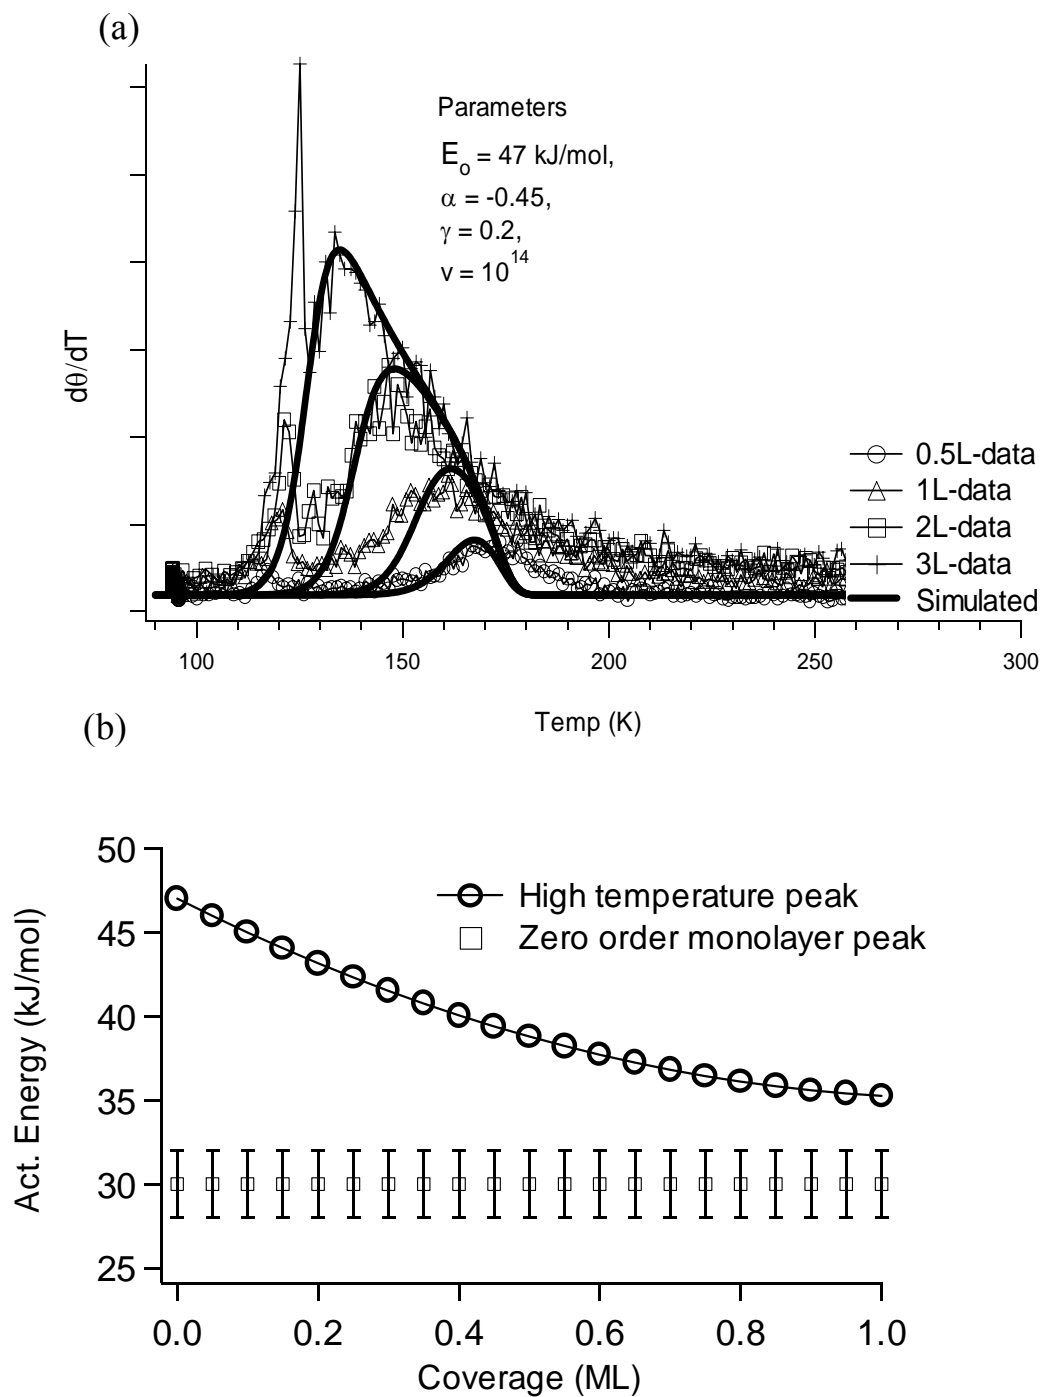 (a)
Parameters
Eo = 47 kJ/mol,
α = -0.45,
γ = 0.2,
v = 10^14
dθ/dT
0.5L-data
1L-data
2L-data
3L-data
Simulated
100 150 200 250 300
Temp (K)
(b)
50
45
40
35
30
25
Act. Energy (kJ/mol)
High temperature peak
Zero order monolayer peak
0.0 0.2 0.4 0.6 0.8 1.0
Coverage (ML)